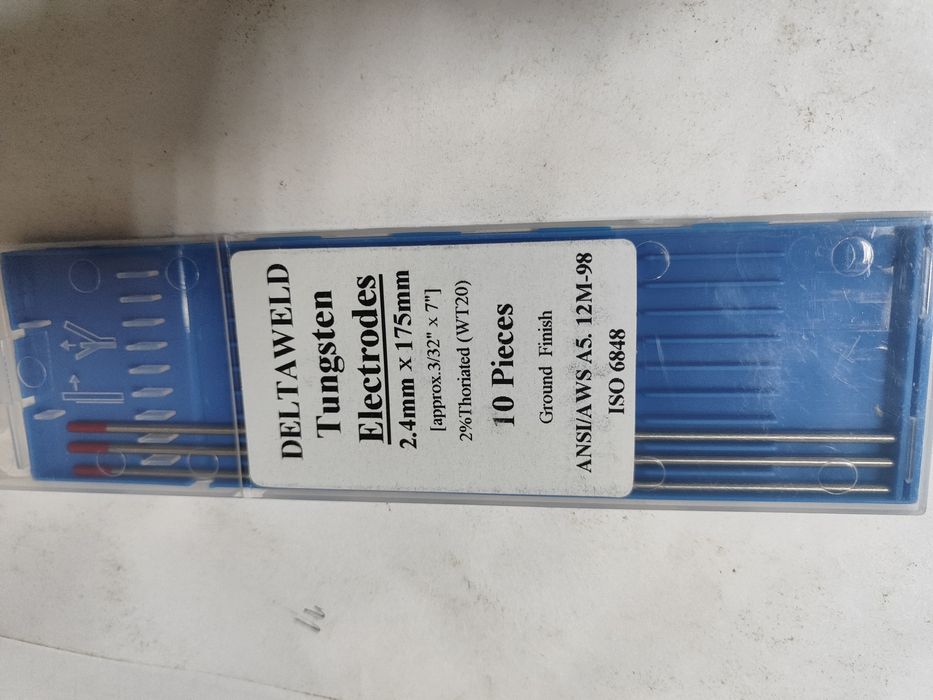 DELTAWELD
Tungsten
Electrodes
2.4mm x 175mm
[approx.3/32" x 7"]
2%Thoriated (WT20)
10 Pieces
Ground Finish
ANSI/AWS A5. 12M-98
ISO 6848